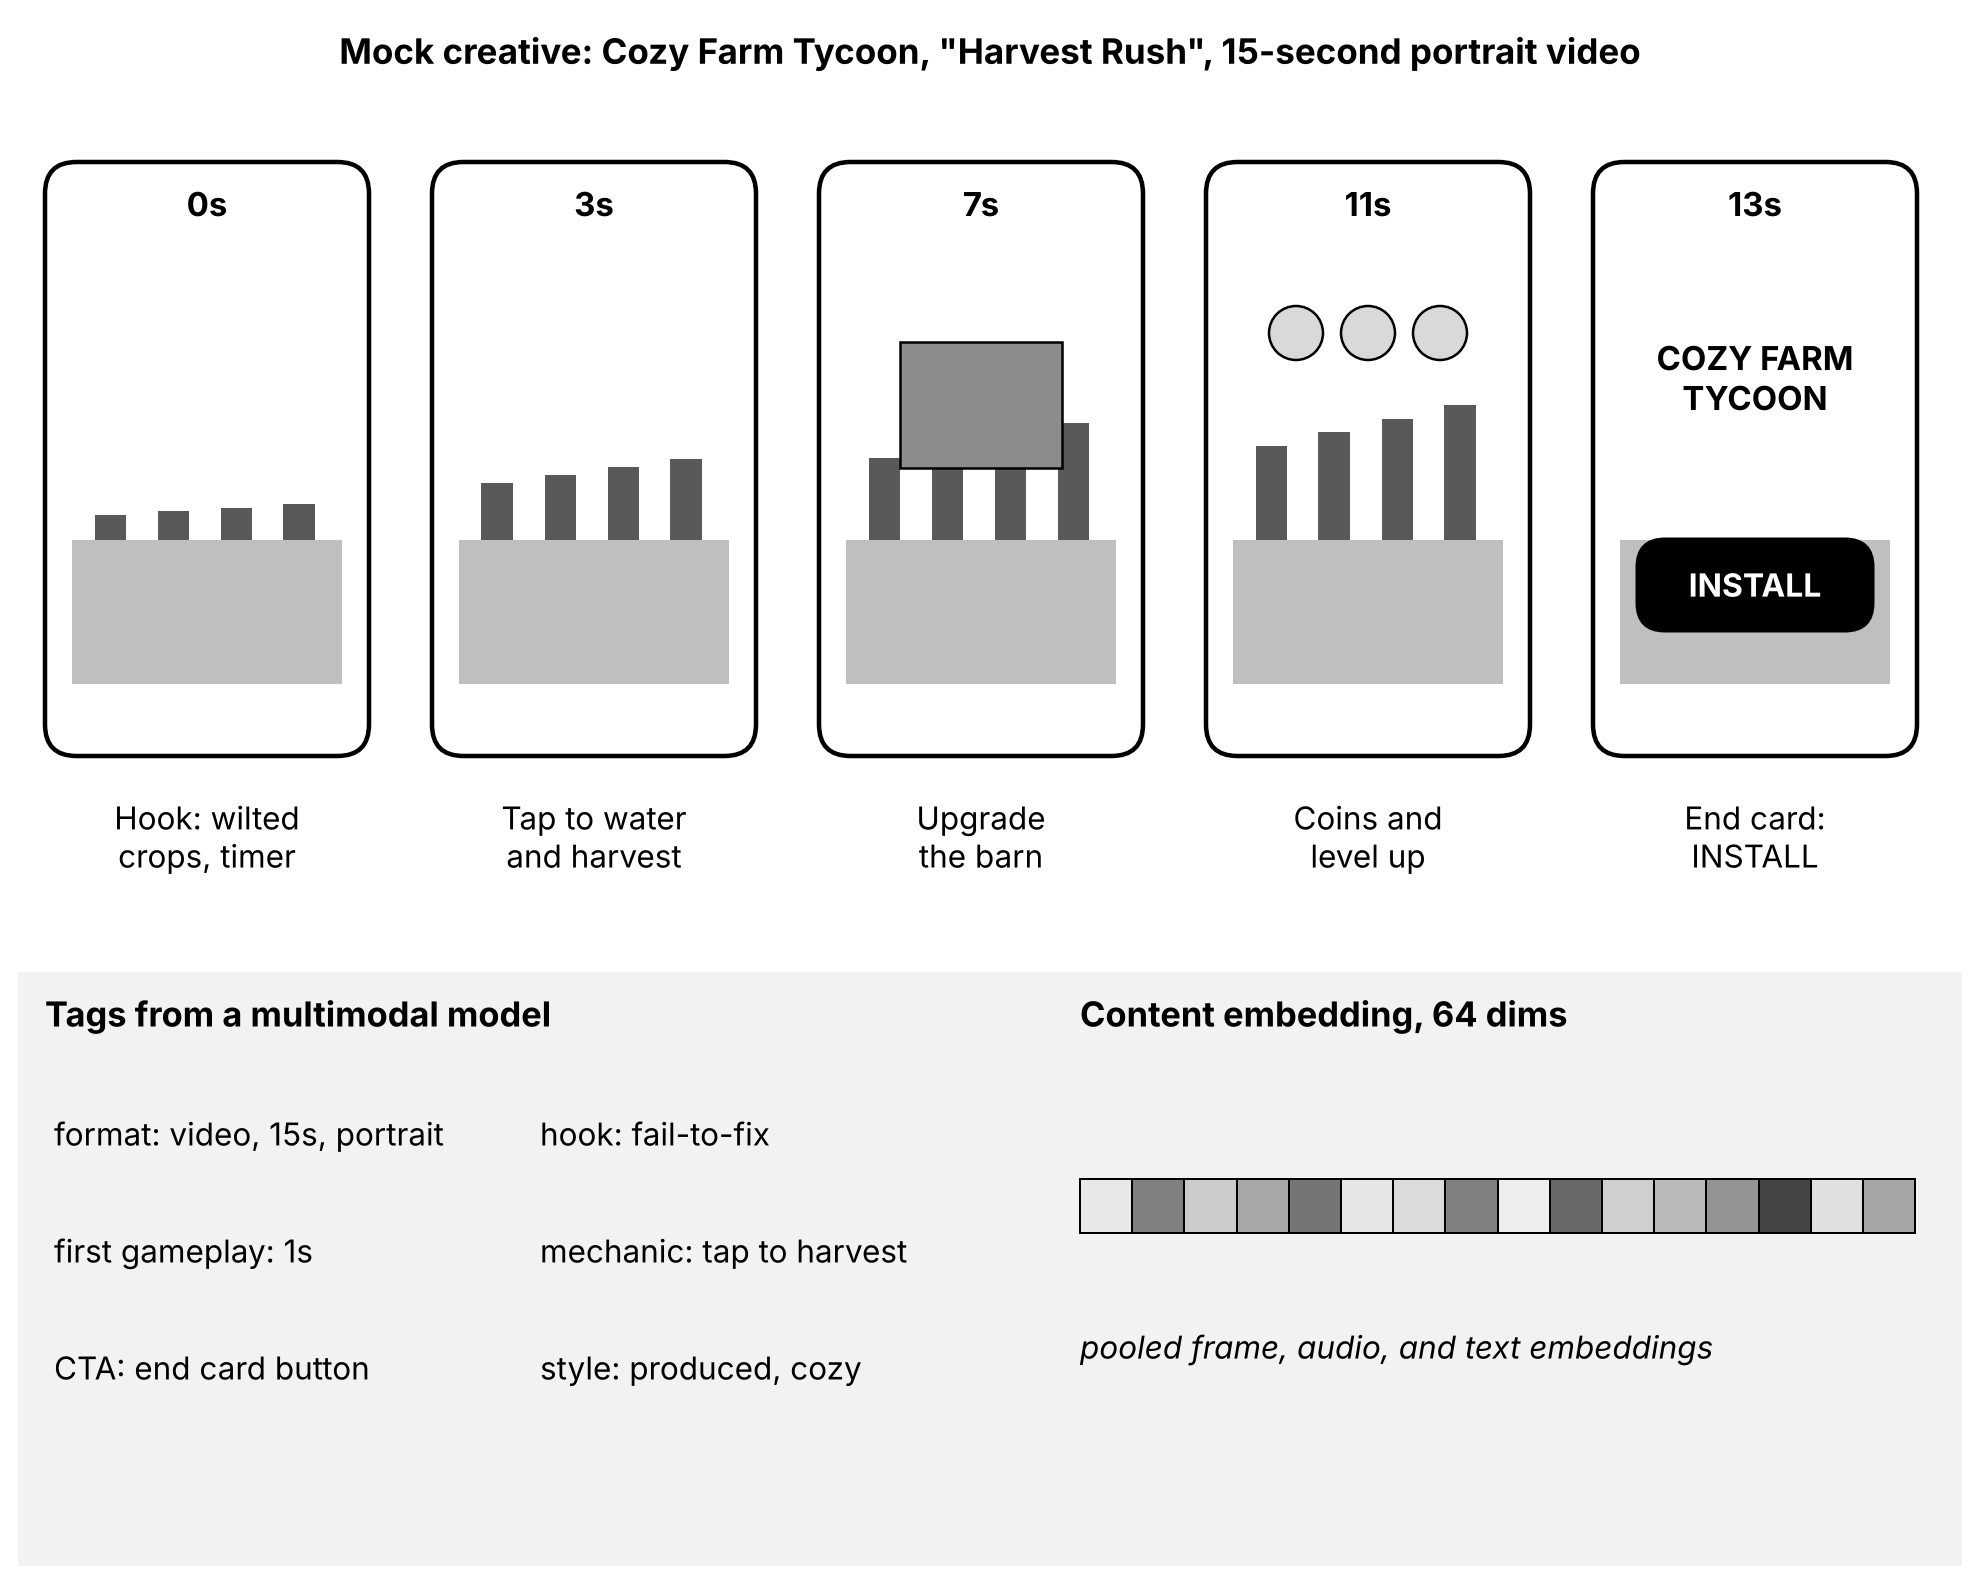 Mock creative: Cozy Farm Tycoon, "Harvest Rush", 15-second portrait video
0s
3s
7s
11s
13s
COZY FARM
TYCOON
INSTALL
Hook: wilted
crops, timer
Tap to water
and harvest
Upgrade
the barn
Coins and
level up
End card:
INSTALL
Tags from a multimodal model
format: video, 15s, portrait
hook: fail-to-fix
first gameplay: 1s
mechanic: tap to harvest
CTA: end card button
style: produced, cozy
Content embedding, 64 dims
pooled frame, audio, and text embeddings